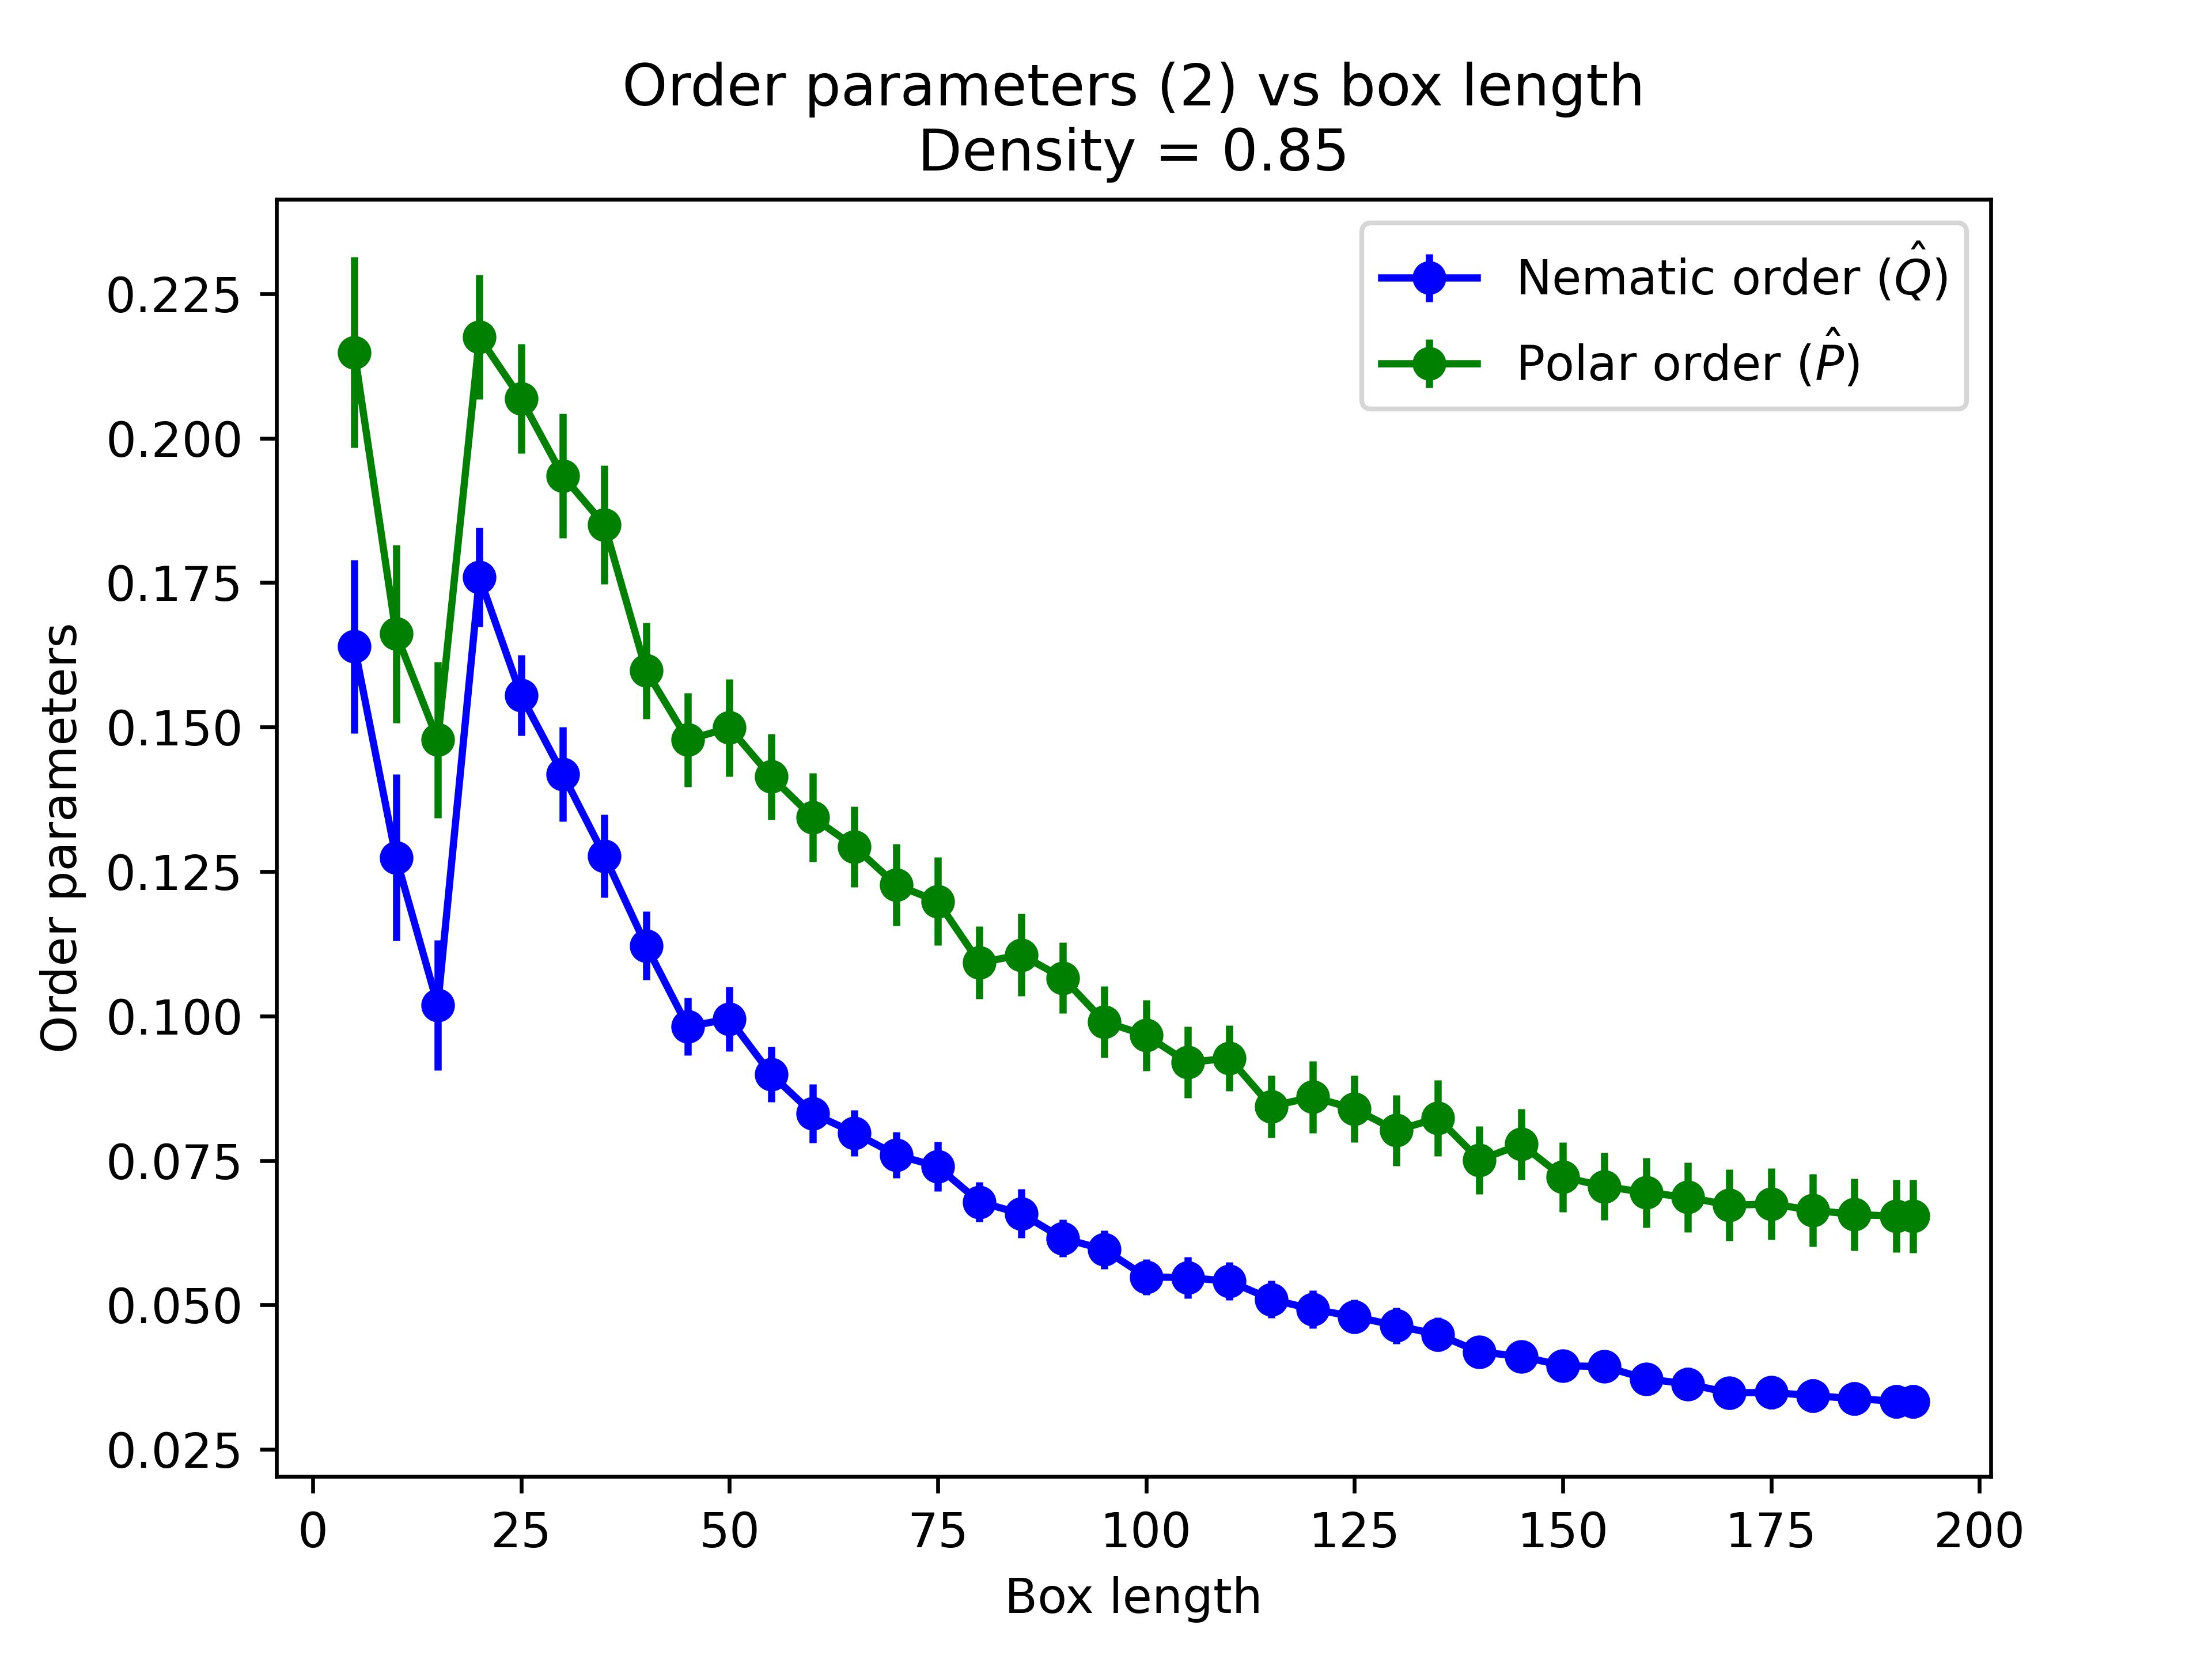 Order parameters (2) vs box length
Density = 0.85
Nematic order (Q̂)
Polar order (P̂)
Order parameters
0.225
0.200
0.175
0.150
0.125
0.100
0.075
0.050
0.025
0 25 50 75 100 125 150 175 200
Box length